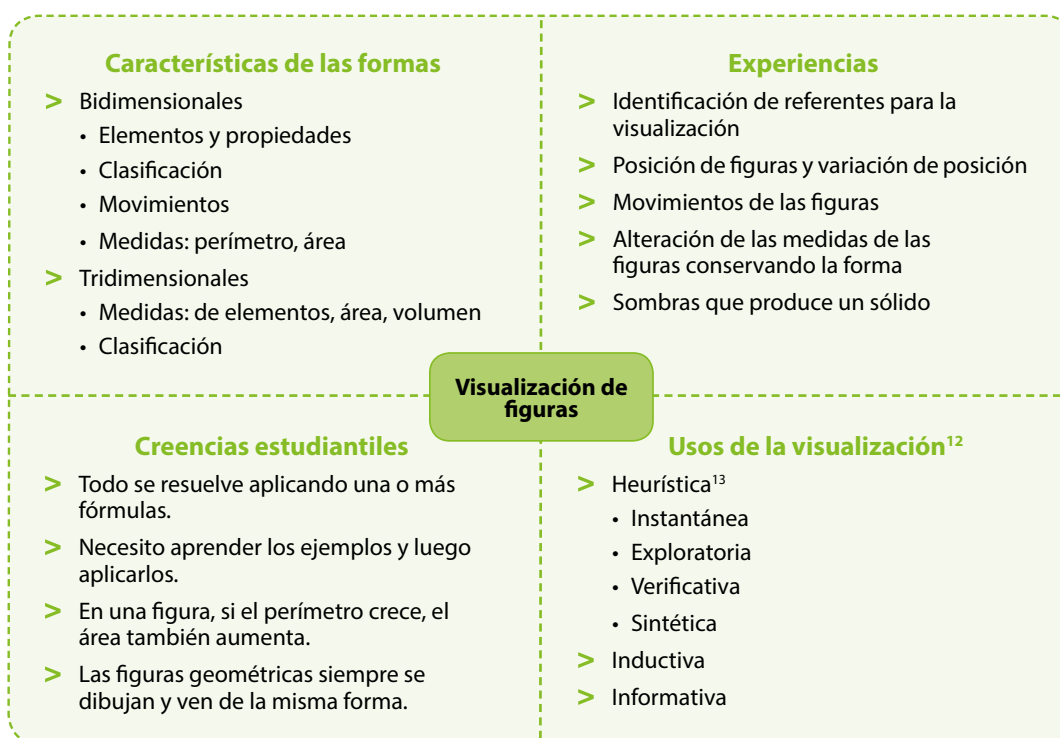 Características de las formas
> Bidimensionales
• Elementos y propiedades
• Clasificación
• Movimientos
• Medidas: perímetro, área
> Tridimensionales
• Medidas: de elementos, área, volumen
• Clasificación
Experiencias
> Identificación de referentes para la
visualización
> Posición de figuras y variación de posición
> Movimientos de las figuras
> Alteración de las medidas de las
figuras conservando la forma
> Sombras que produce un sólido
Visualización de
figuras
Creencias estudiantiles
> Todo se resuelve aplicando una o más
fórmulas.
> Necesito aprender los ejemplos y luego
aplicarlos.
> En una figura, si el perímetro crece, el
área también aumenta.
> Las figuras geométricas siempre se
dibujan y ven de la misma forma.
Usos de la visualización¹²
> Heurística¹³
• Instantánea
• Exploratoria
• Verificativa
• Sintética
> Inductiva
> Informativa